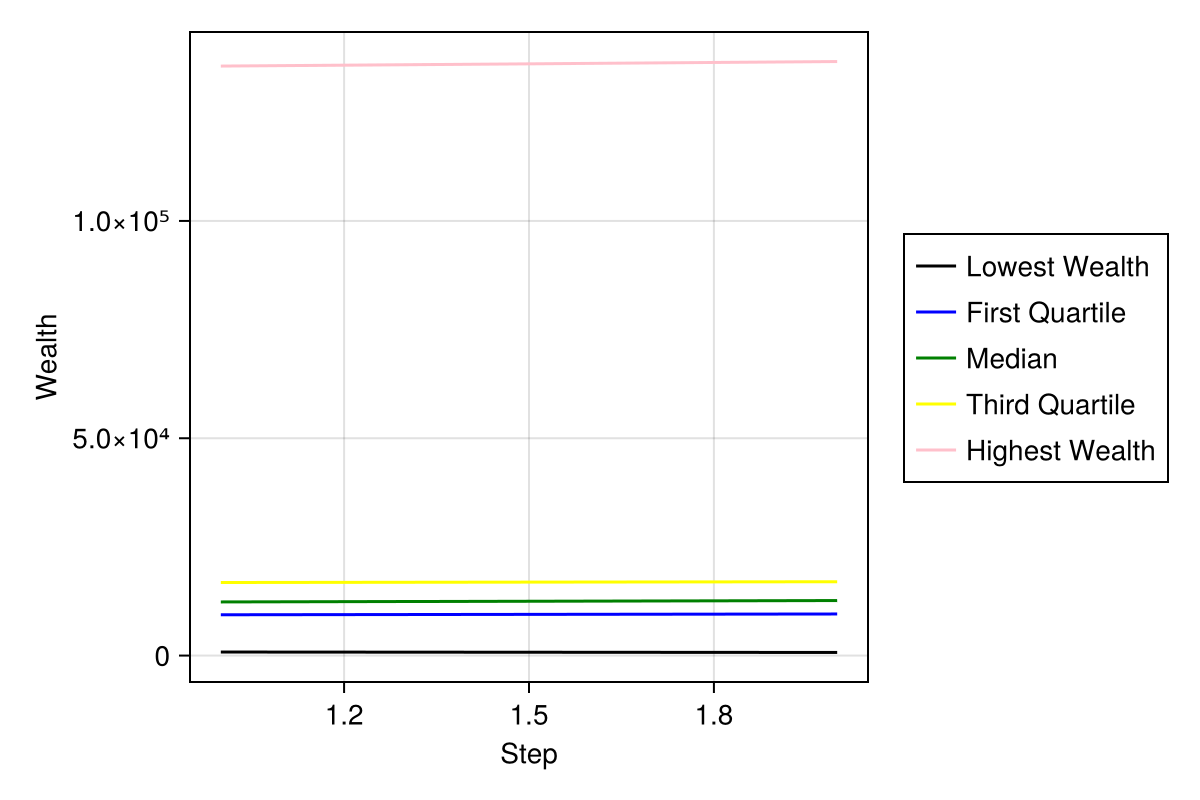 1.0×10⁵
5.0×10⁴
0
Wealth
1.2 1.5 1.8
Step
Lowest Wealth
First Quartile
Median
Third Quartile
Highest Wealth